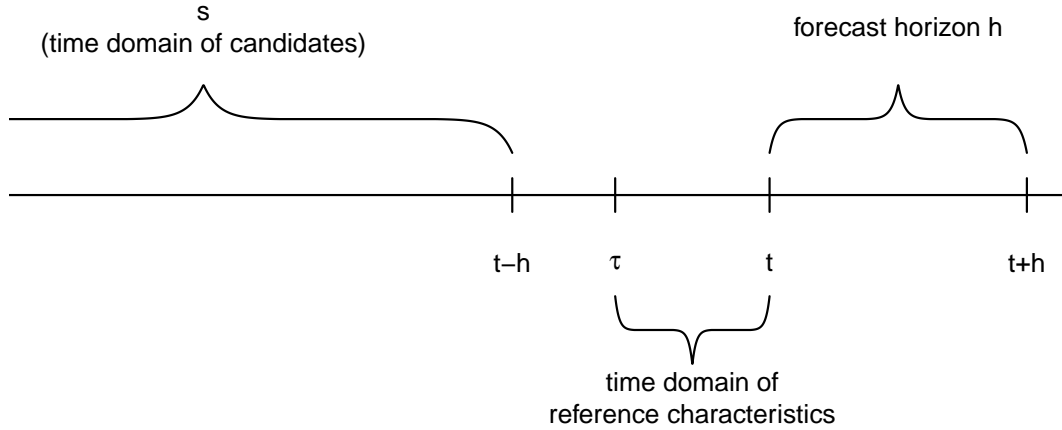 s
(time domain of candidates)
forecast horizon h
t−h
τ
t
t+h
time domain of
reference characteristics